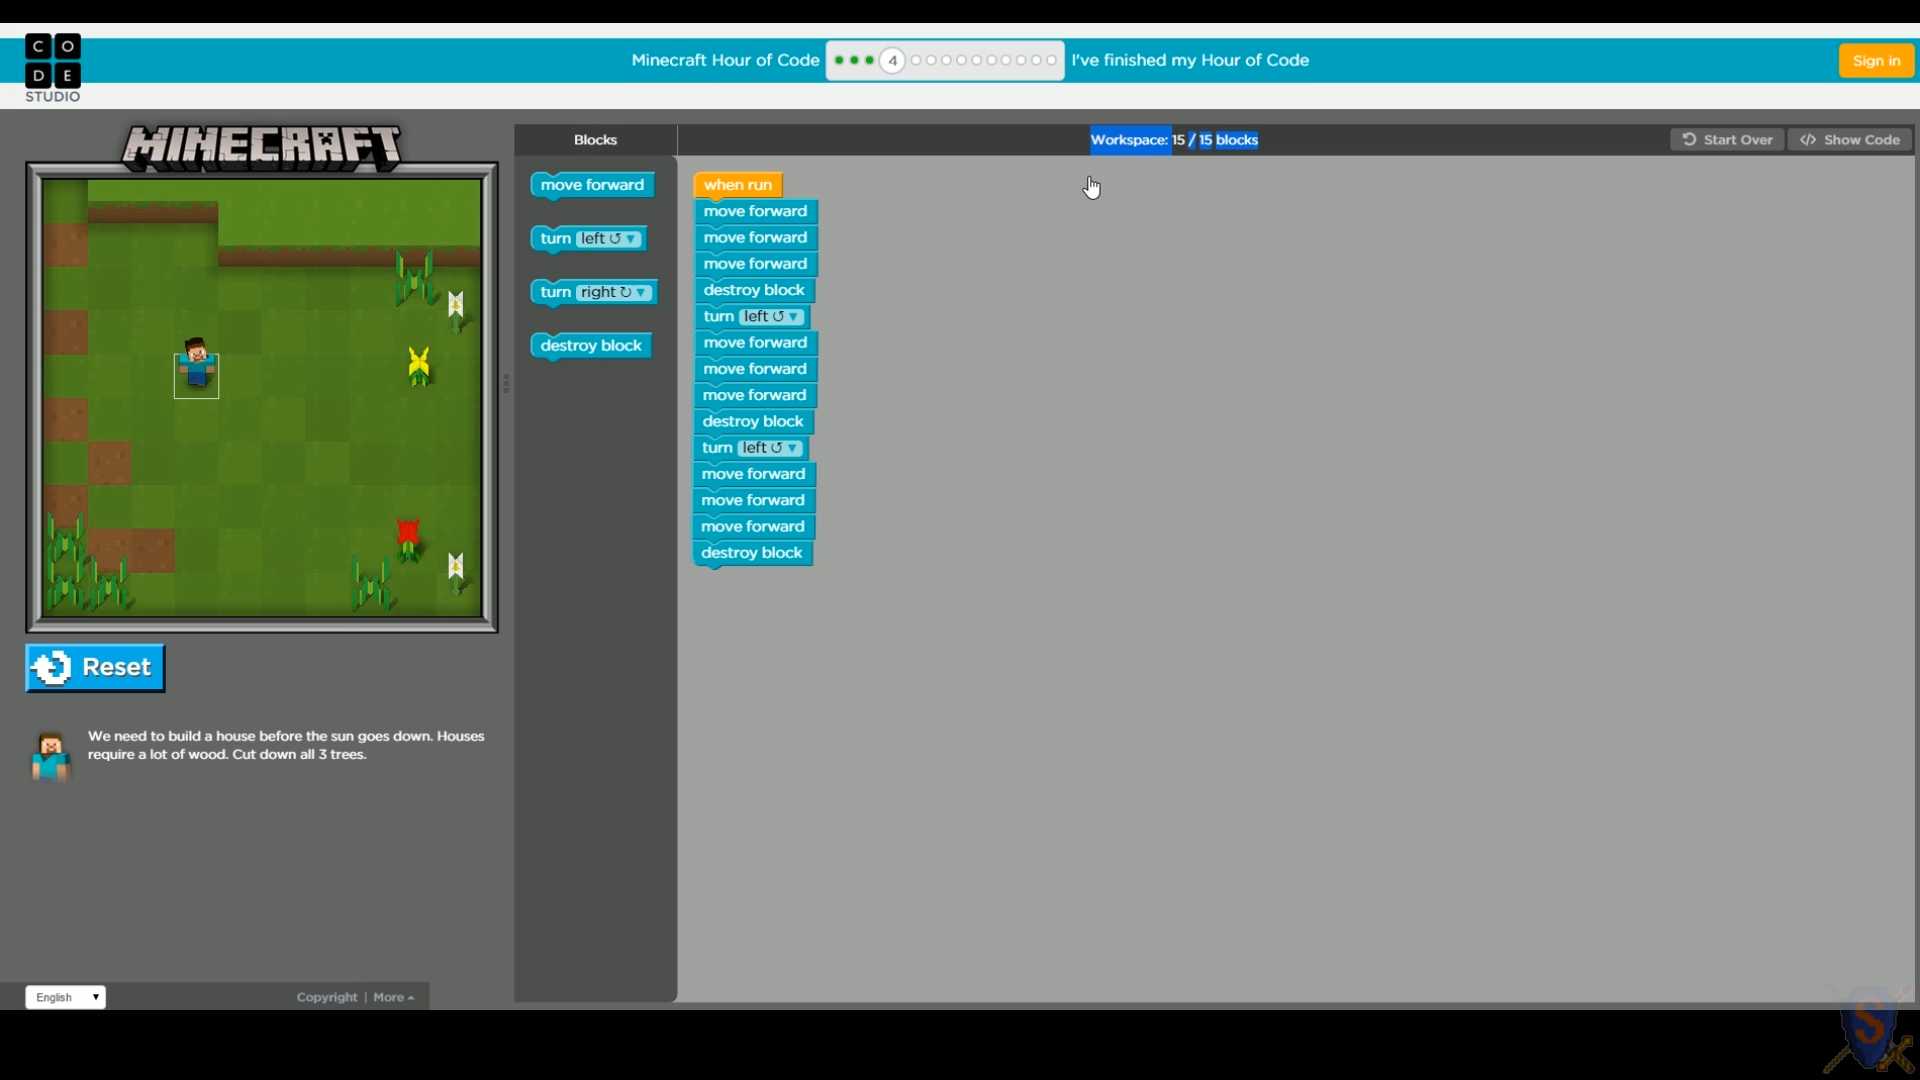 C O
D E
STUDIO
Minecraft Hour of Code
4
I've finished my Hour of Code
Sign in
MINECRAFT
Blocks
Workspace: 15 / 15 blocks
Start Over
</> Show Code
move forward
turn left ↺ ▼
turn right ↻ ▼
destroy block
when run
move forward
move forward
move forward
destroy block
turn left ↺ ▼
move forward
move forward
move forward
destroy block
turn left ↺ ▼
move forward
move forward
move forward
destroy block
Reset
We need to build a house before the sun goes down. Houses
require a lot of wood. Cut down all 3 trees.
English
Copyright | More
S